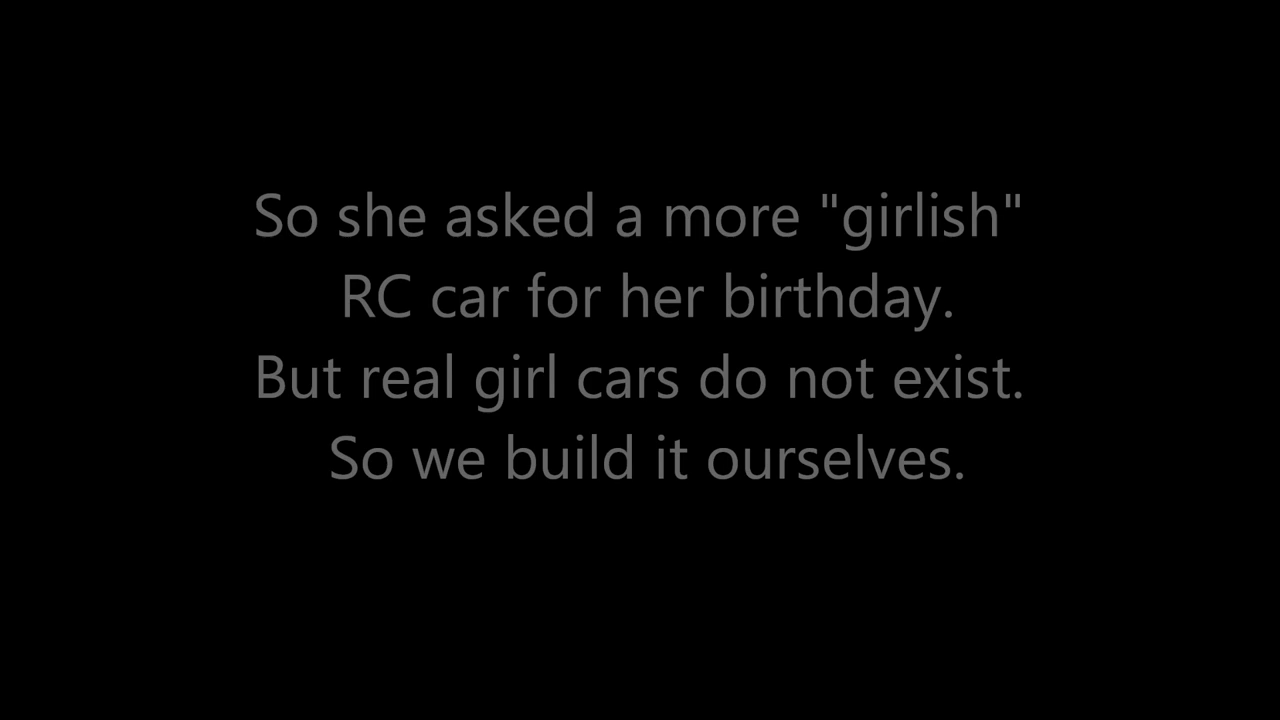 So she asked a more "girlish"
RC car for her birthday.
But real girl cars do not exist.
So we build it ourselves.